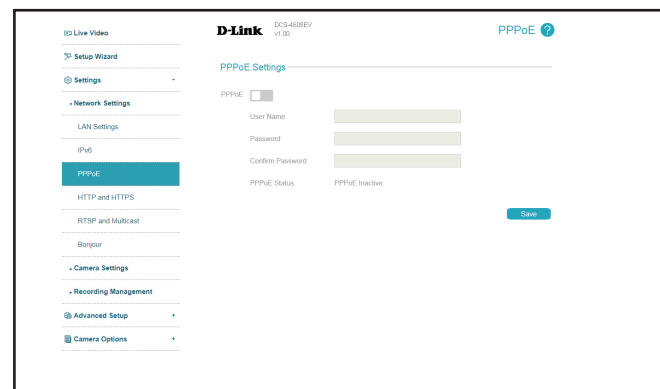 Live Video
Setup Wizard
Settings -
Network Settings
LAN Settings
IPv6
PPPoE
HTTP and HTTPS
RTSP and Multicast
Bonjour
Camera Settings
Recording Management
Advanced Setup +
Camera Options +
D-Link DCS-4605EV
v1.00
PPPoE ?
PPPoE Settings
PPPoE
User Name
Password
Confirm Password
PPPoE Status PPPoE Inactive.
Save